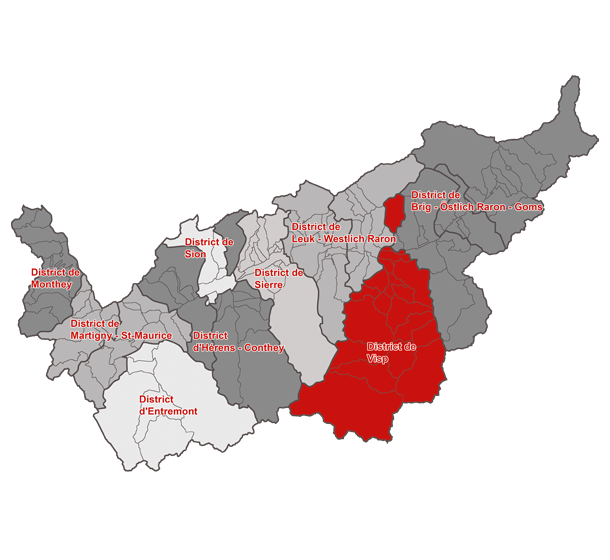 District de
Brig - Östlich Raron - Goms
District de
Leuk - Westlich Raron
District de
Sion
District de
Sierre
District de
Monthey
District de
Martigny - St-Maurice
District
d'Hérens - Conthey
District de
Visp
District
d'Entremont